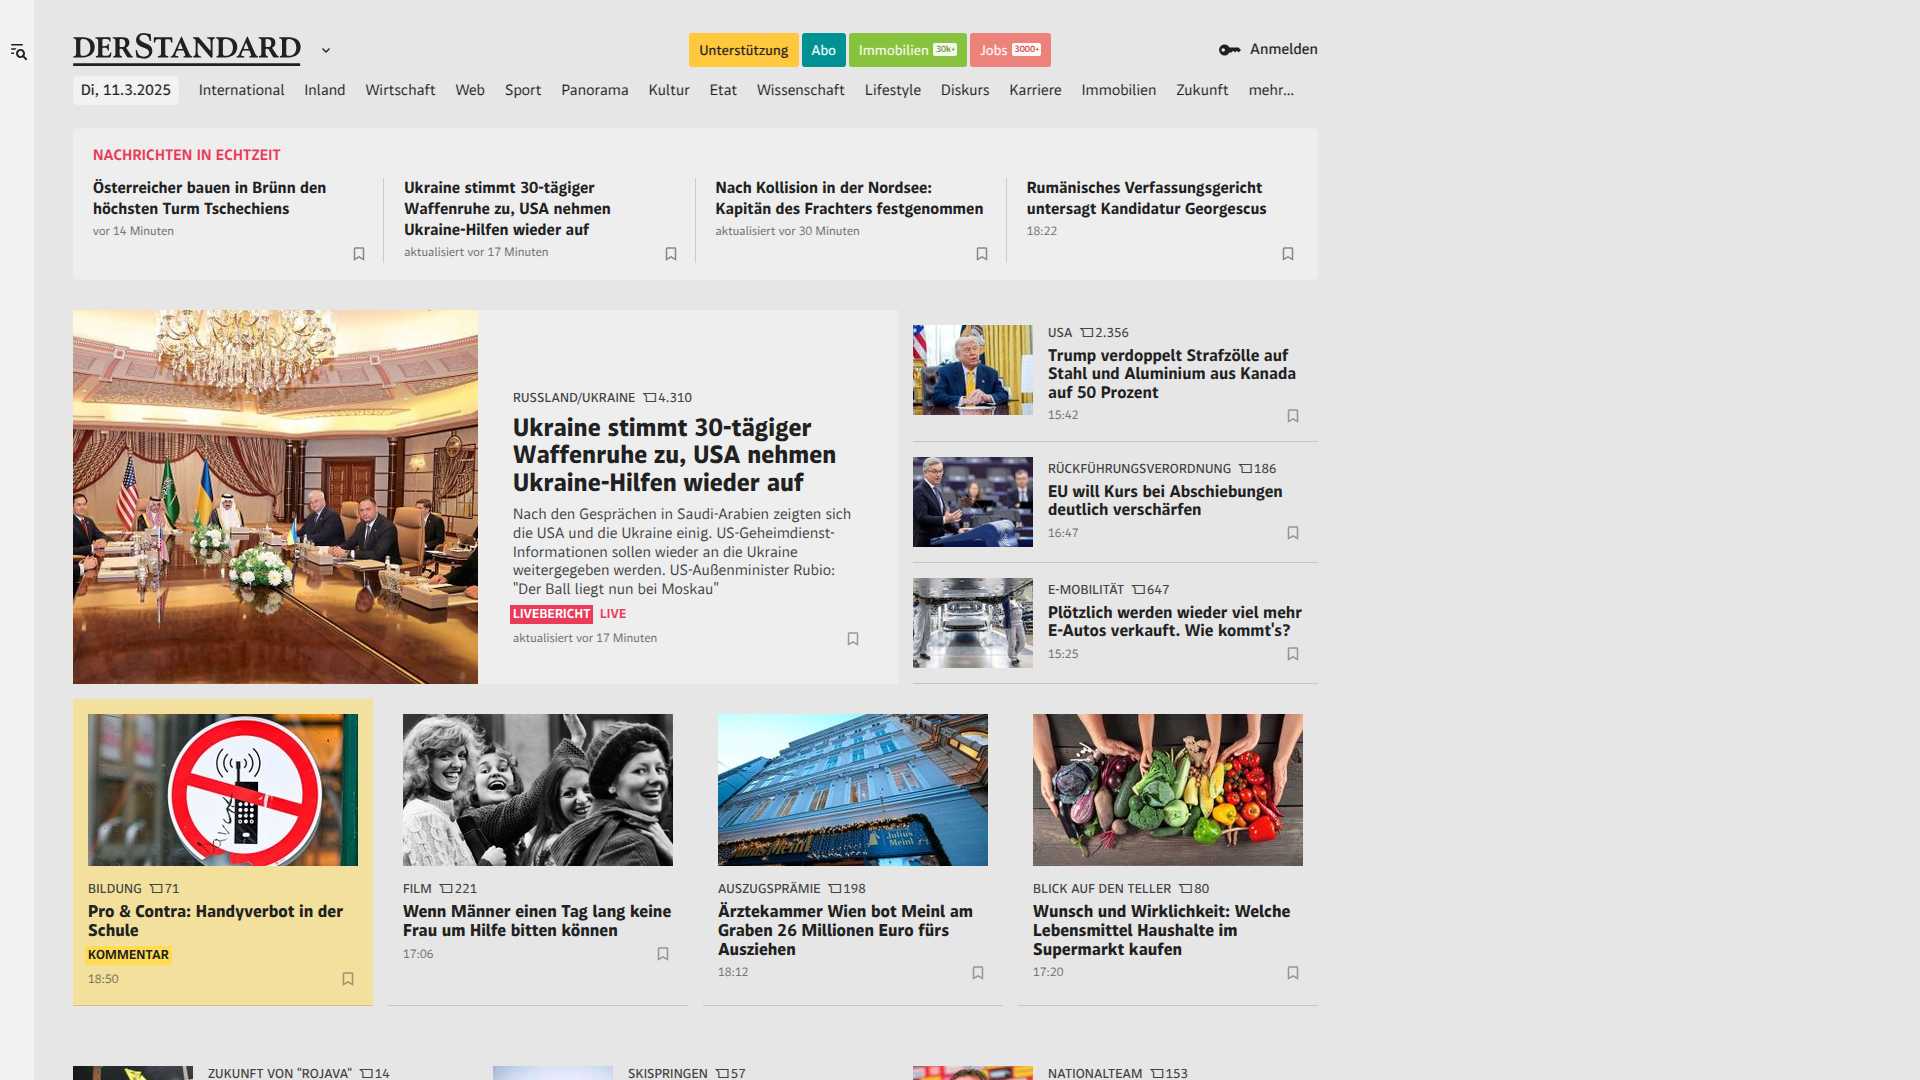 DERSTANDARD
Unterstützung
Abo
Immobilien 30k+
Jobs 3000+
Anmelden
Di, 11.3.2025
International
Inland
Wirtschaft
Web
Sport
Panorama
Kultur
Etat
Wissenschaft
Lifestyle
Diskurs
Karriere
Immobilien
Zukunft
mehr...
NACHRICHTEN IN ECHTZEIT
Österreicher bauen in Brünn den
höchsten Turm Tschechiens
vor 14 Minuten
Ukraine stimmt 30-tägiger
Waffenruhe zu, USA nehmen
Ukraine-Hilfen wieder auf
aktualisiert vor 17 Minuten
Nach Kollision in der Nordsee:
Kapitän des Frachters festgenommen
aktualisiert vor 30 Minuten
Rumänisches Verfassungsgericht
untersagt Kandidatur Georgescus
18:22
RUSSLAND/UKRAINE 4.310
Ukraine stimmt 30-tägiger
Waffenruhe zu, USA nehmen
Ukraine-Hilfen wieder auf
Nach den Gesprächen in Saudi-Arabien zeigten sich
die USA und die Ukraine einig. US-Geheimdienst-
Informationen sollen wieder an die Ukraine
weitergegeben werden. US-Außenminister Rubio:
"Der Ball liegt nun bei Moskau"
LIVEBERICHT LIVE
aktualisiert vor 17 Minuten
USA 2.356
Trump verdoppelt Strafzölle auf
Stahl und Aluminium aus Kanada
auf 50 Prozent
15:42
RÜCKFÜHRUNGSVERORDNUNG 186
EU will Kurs bei Abschiebungen
deutlich verschärfen
16:47
E-MOBILITÄT 647
Plötzlich werden wieder viel mehr
E-Autos verkauft. Wie kommt's?
15:25
BILDUNG 71
Pro & Contra: Handyverbot in der
Schule
KOMMENTAR
18:50
FILM 221
Wenn Männer einen Tag lang keine
Frau um Hilfe bitten können
17:06
Julius
Meinl
AUSZUGSPRÄMIE 198
Ärztekammer Wien bot Meinl am
Graben 26 Millionen Euro fürs
Ausziehen
18:12
BLICK AUF DEN TELLER 80
Wunsch und Wirklichkeit: Welche
Lebensmittel Haushalte im
Supermarkt kaufen
17:20
ZUKUNFT VON "ROJAVA" 14
SKISPRINGEN 57
NATIONALTEAM 153